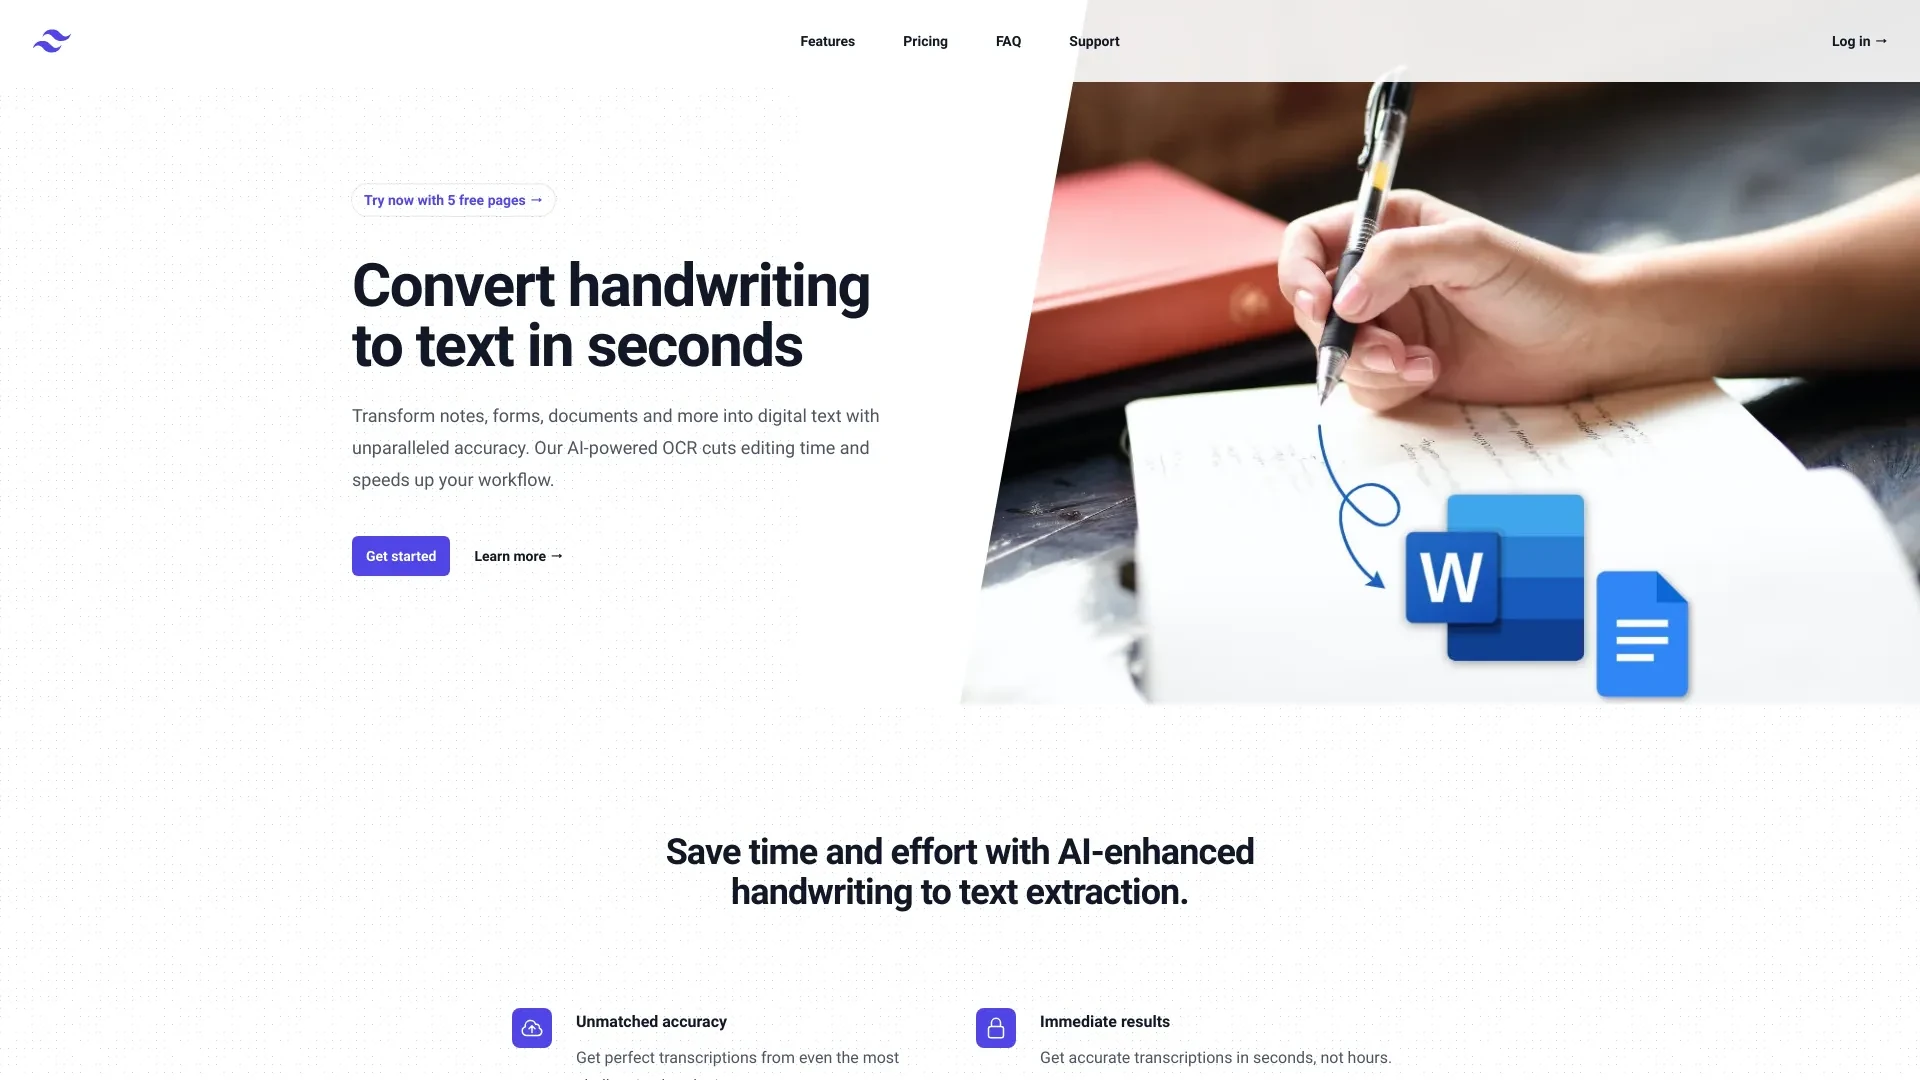 Features
Pricing
FAQ
Support
Log in →
Try now with 5 free pages →
Convert handwriting
to text in seconds
Transform notes, forms, documents and more into digital text with
unparalleled accuracy. Our AI-powered OCR cuts editing time and
speeds up your workflow.
Get started
Learn more →
W
Save time and effort with AI-enhanced
handwriting to text extraction.
Unmatched accuracy
Get perfect transcriptions from even the most
Immediate results
Get accurate transcriptions in seconds, not hours.